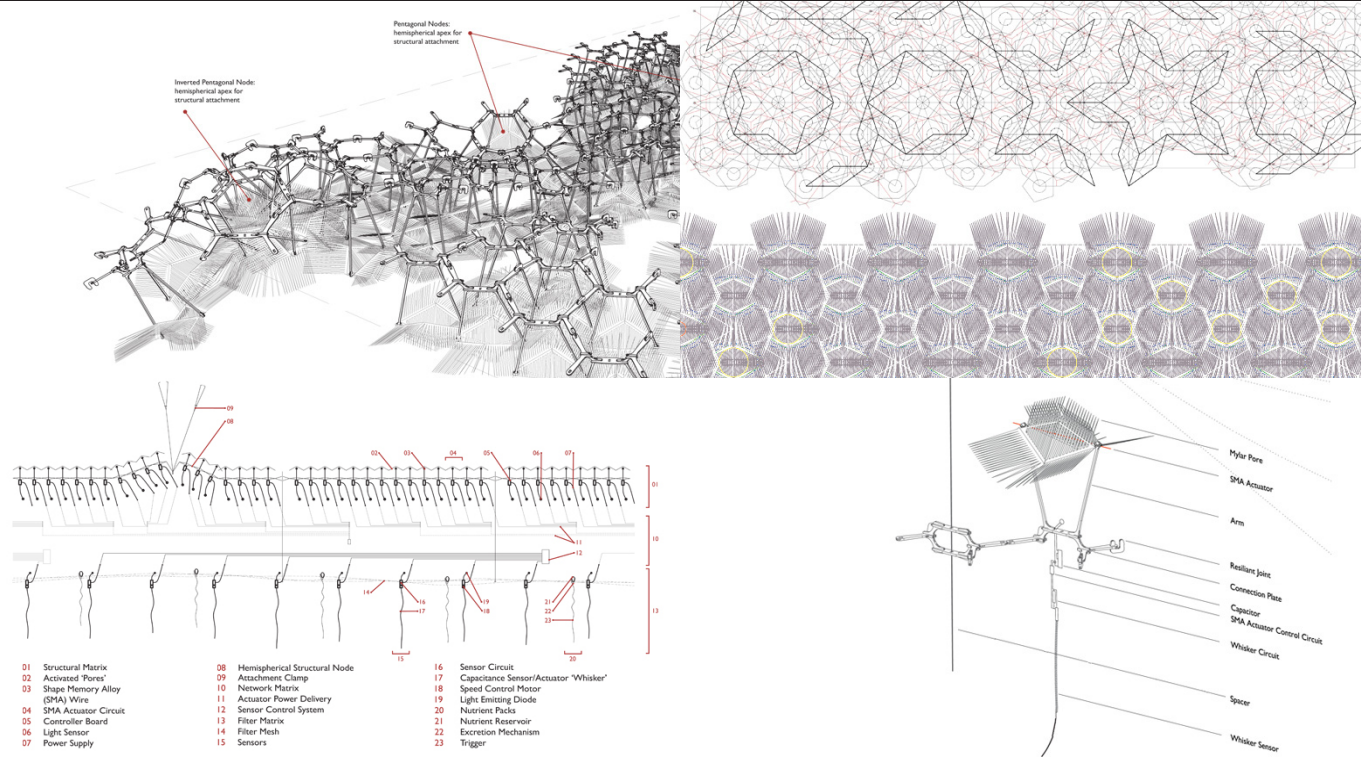 Pentagonal Nodes:
hemispherical apex for
structural attachment
Inverted Pentagonal Node:
hemispherical apex for
structural attachment
09
08
02
03
04
05
06
07
01
11
12
10
14
16
17
19
18
21
22
23
13
15
20
01 Structural Matrix
02 Activated 'Pores'
03 Shape Memory Alloy
(SMA) Wire
04 SMA Actuator Circuit
05 Controller Board
06 Light Sensor
07 Power Supply
08 Hemispherical Structural Node
09 Attachment Clamp
10 Network Matrix
11 Actuator Power Delivery
12 Sensor Control System
13 Filter Matrix
14 Filter Mesh
15 Sensors
16 Sensor Circuit
17 Capacitance Sensor/Actuator 'Whisker'
18 Speed Control Motor
19 Light Emitting Diode
20 Nutrient Packs
21 Nutrient Reservoir
22 Excretion Mechanism
23 Trigger
Mylar Pore
SMA Actuator
Arm
Resiliant Joint
Connection Plate
Capacitor
SMA Actuator Control Circuit
Whisker Circuit
Spacer
Whisker Sensor